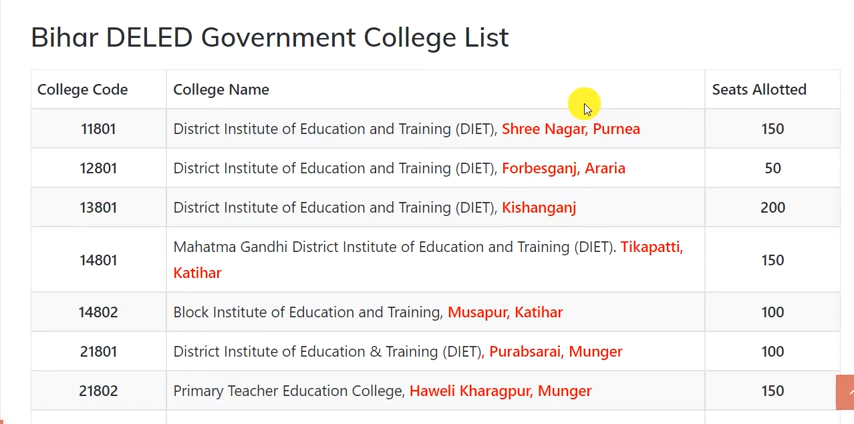 Bihar DELED Government College List
College Code College Name Seats Allotted
11801 District Institute of Education and Training (DIET), Shree Nagar, Purnea 150
12801 District Institute of Education and Training (DIET), Forbesganj, Araria 50
13801 District Institute of Education and Training (DIET), Kishanganj 200
14801 Mahatma Gandhi District Institute of Education and Training (DIET). Tikapatti, 150
Katihar
14802 Block Institute of Education and Training, Musapur, Katihar 100
21801 District Institute of Education & Training (DIET), Purabsarai, Munger 100
21802 Primary Teacher Education College, Haweli Kharagpur, Munger 150